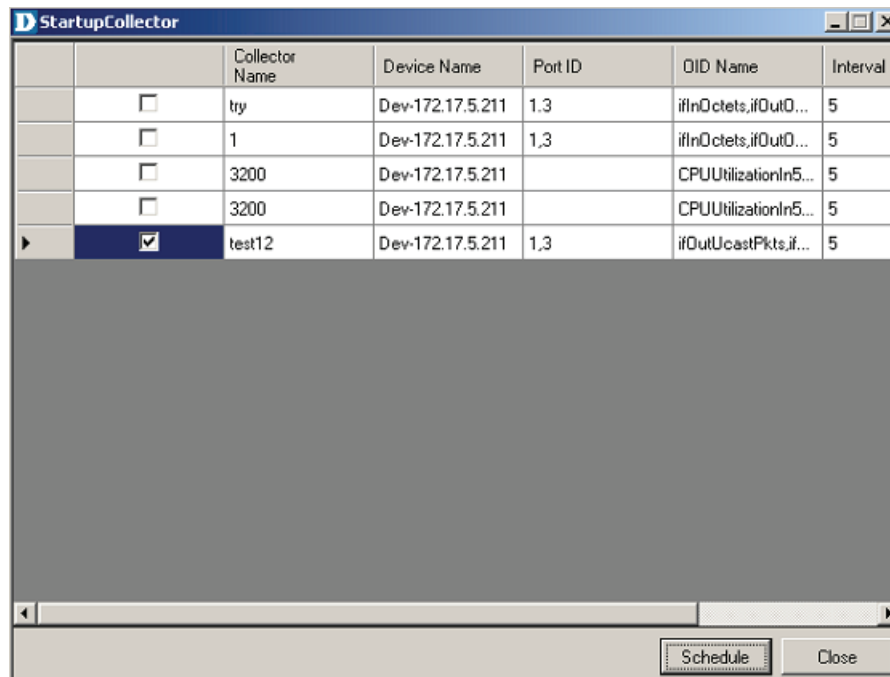 D StartupCollector
Collector Name Device Name Port ID OID Name Interval
try Dev-172.17.5.211 1.3 ifInOctets,ifOutO... 5
1 Dev-172.17.5.211 1,3 ifInOctets,ifOutO... 5
3200 Dev-172.17.5.211 CPUUtilizationIn5... 5
3200 Dev-172.17.5.211 CPUUtilizationIn5... 5
test12 Dev-172.17.5.211 1,3 ifOutUcastPkts,if... 5
Schedule Close